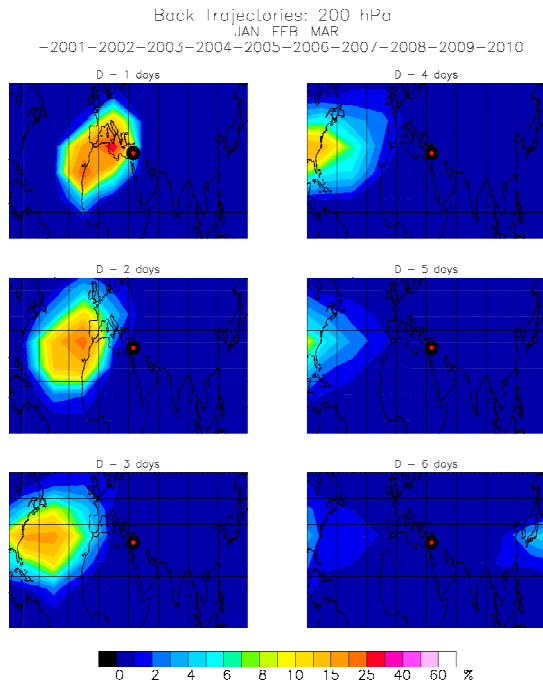 Back Trajectories: 200 hPa
JAN FEB MAR
-2001-2002-2003-2004-2005-2006-2007-2008-2009-2010
D - 1 days
D - 4 days
D - 2 days
D - 5 days
D - 3 days
D - 6 days
0 2 4 6 8 10 15 25 40 60 %